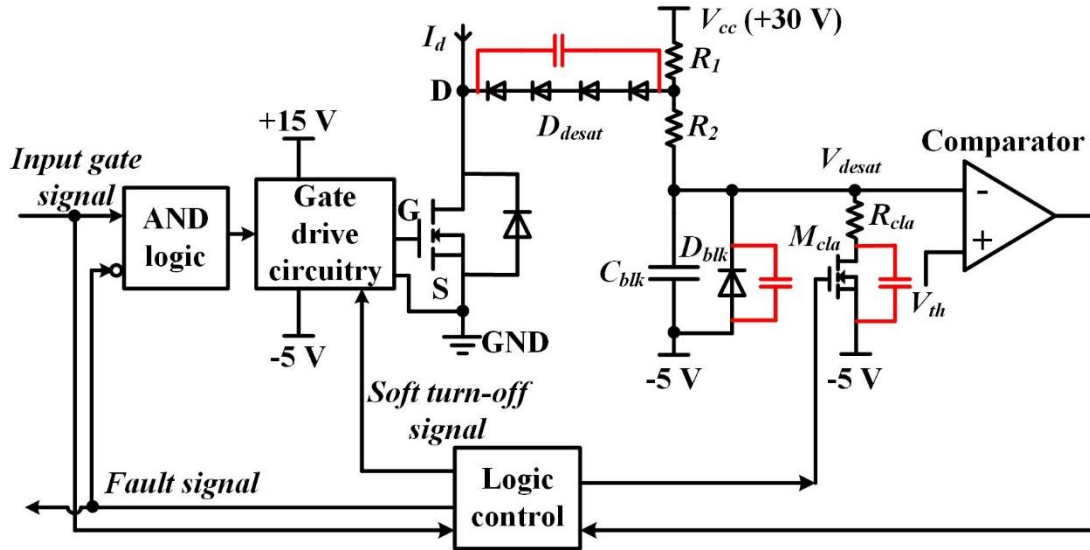 V_cc (+30 V)
I_d
R_1
D
D_desat
R_2
+15 V
Input gate
signal
AND
logic
Gate
drive
circuitry
G
S
GND
-5 V
V_desat
Comparator
-
+
R_cla
M_cla
D_blk
C_blk
V_th
-5 V
-5 V
Soft turn-off
signal
Fault signal
Logic
control